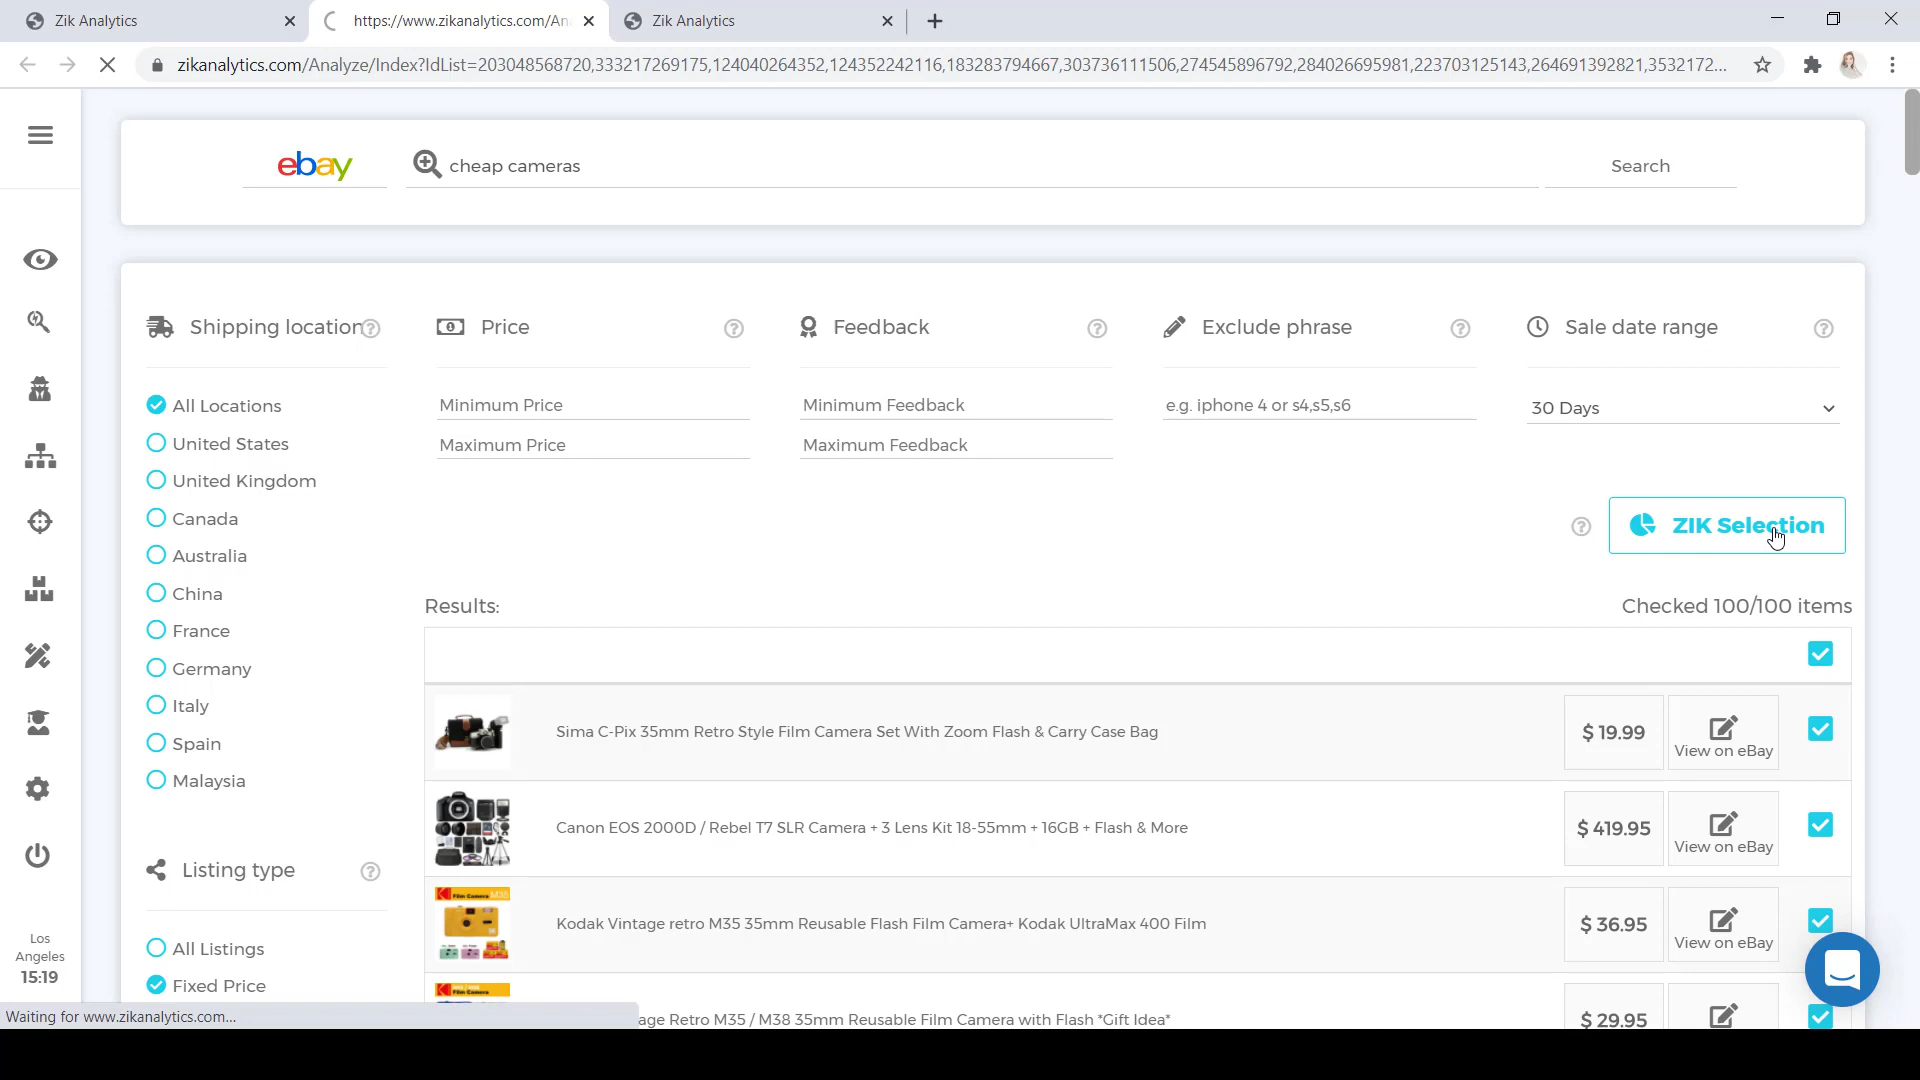 Zik Analytics
https://www.zikanalytics.com/An
Zik Analytics
zikanalytics.com/Analyze/Index?IdList=203048568720,333217269175,124040264352,124352242116,183283794667,303736111506,274545896792,284026695981,223703125143,264691392821,3532172...
ebay
cheap cameras
Search
Shipping location
Price
Feedback
Exclude phrase
Sale date range
All Locations
United States
United Kingdom
Canada
Australia
China
France
Germany
Italy
Spain
Malaysia
Minimum Price
Maximum Price
Minimum Feedback
Maximum Feedback
e.g. iphone 4 or s4,s5,s6
30 Days
ZIK Selection
Results:
Checked 100/100 items
Sima C-Pix 35mm Retro Style Film Camera Set With Zoom Flash & Carry Case Bag
$ 19.99
View on eBay
Canon EOS 2000D / Rebel T7 SLR Camera + 3 Lens Kit 18-55mm + 16GB + Flash & More
$ 419.95
View on eBay
Film Camera M35
Kodak Vintage retro M35 35mm Reusable Flash Film Camera+ Kodak UltraMax 400 Film
$ 36.95
View on eBay
Film Camera
age Retro M35 / M38 35mm Reusable Film Camera with Flash *Gift Idea*
$ 29.95
Listing type
All Listings
Fixed Price
Los
Angeles
15:19
Waiting for www.zikanalytics.com...